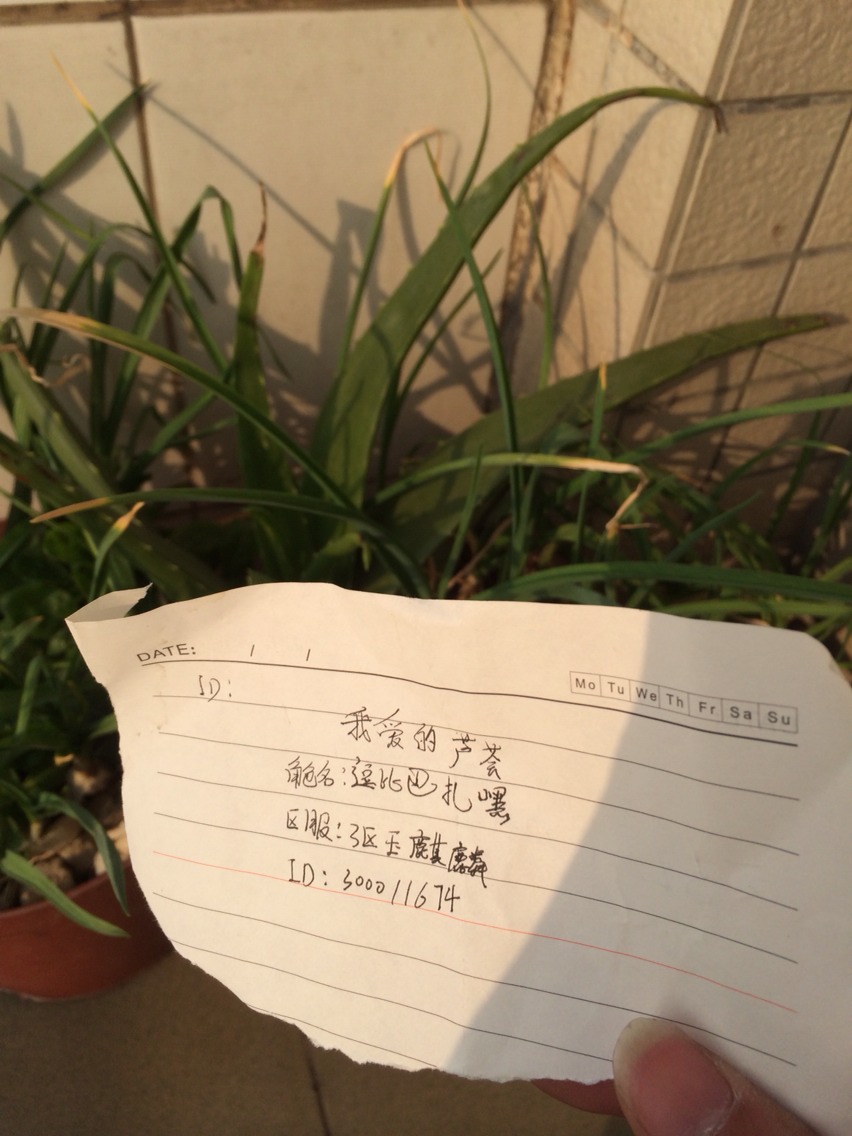 DATE: / /
Mo Tu We Th Fr Sa Su
ID:
我爱的芦荟
角色名:逗比巴扎嘿
区服:3区玉麒麟
ID:300011674